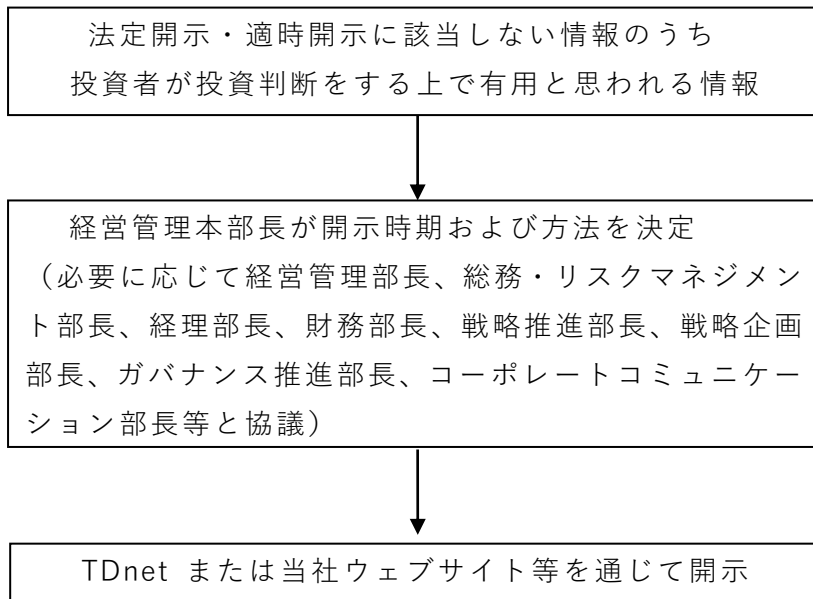 法定開示・適時開示に該当しない情報のうち
投資者が投資判断をする上で有用と思われる情報
経営管理本部長が開示時期および方法を決定
（必要に応じて経営管理部長、総務・リスクマネジメン
ト部長、経理部長、財務部長、戦略推進部長、戦略企画
部長、ガバナンス推進部長、コーポレートコミュニケー
ション部長等と協議）
TDnet または当社ウェブサイト等を通じて開示